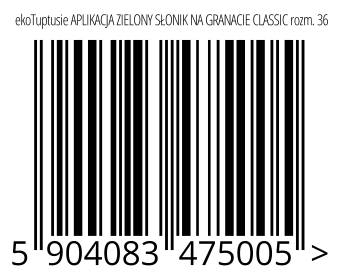 ekoTuptusie APLIKACJA ZIELONY SŁONIK NA GRANACIE CLASSIC rozm. 36
5 904083 475005 >